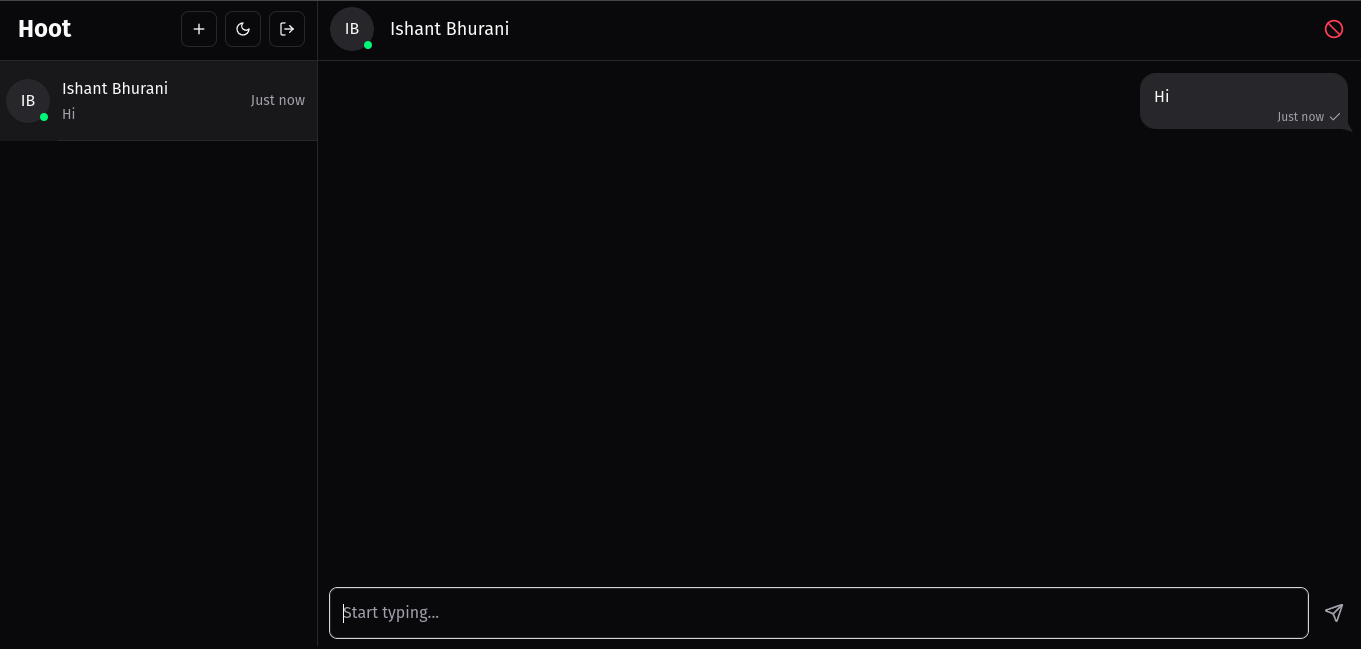 Hoot
IB
Ishant Bhurani
Just now
Hi
IB
Ishant Bhurani
Hi
Just now
Start typing...